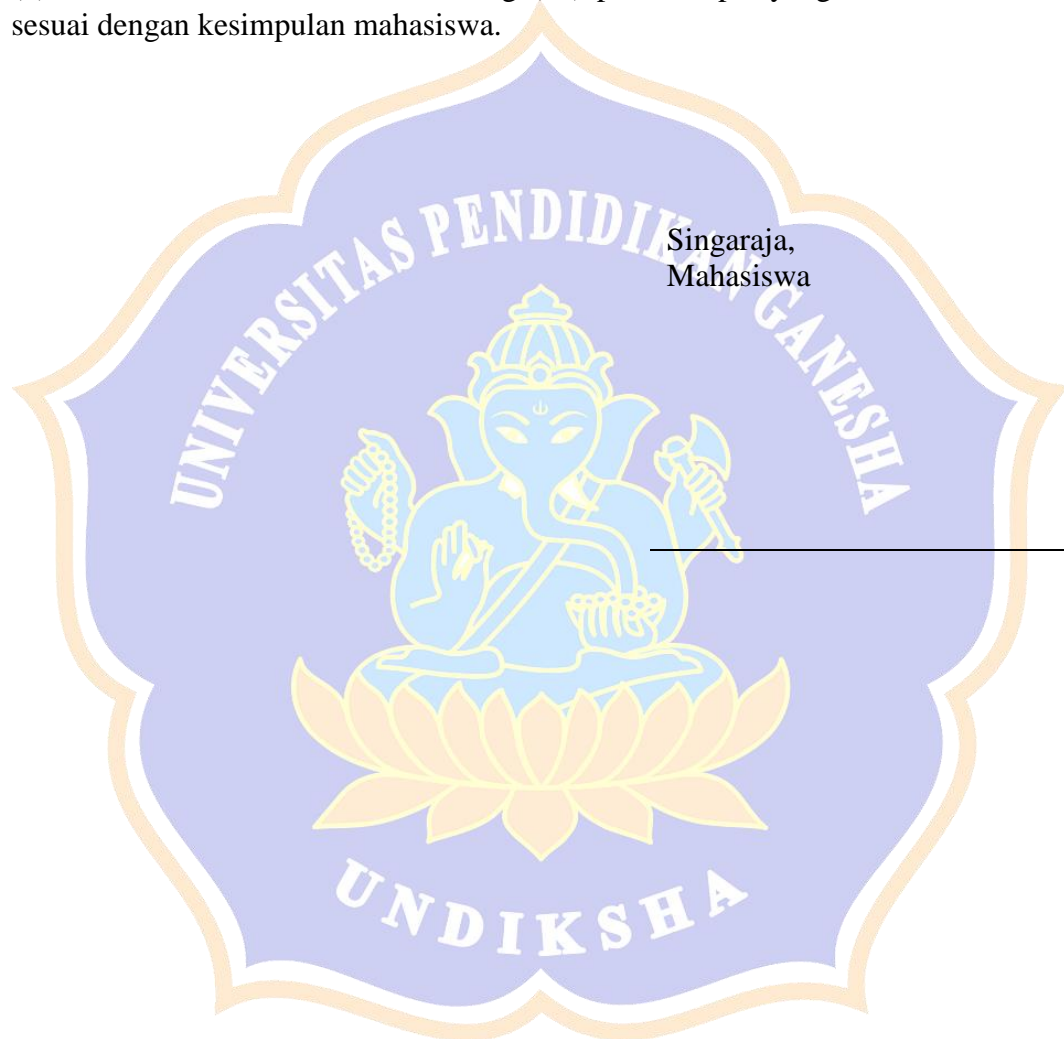 sesuai dengan kesimpulan mahasiswa.
UNIVERSITAS PENDIDIKAN GANESHA
Singaraja,
Mahasiswa
UNDIKSHA